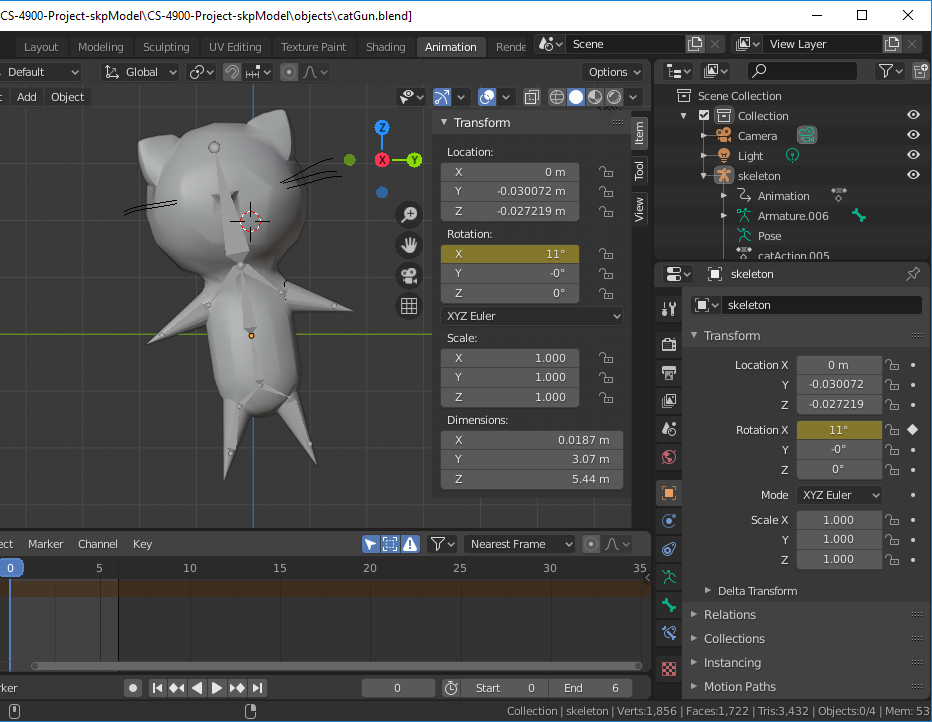 CS-4900-Project-skpModel\CS-4900-Project-skpModel\objects\catGun.blend]
Layout Modeling Sculpting UV Editing Texture Paint Shading Animation Rende Scene View Layer
Default Global Options
Add Object
Transform
Location:
X 0 m
Y -0.030072 m
Z -0.027219 m
Rotation:
X 11°
Y -0°
Z 0°
XYZ Euler
Scale:
X 1.000
Y 1.000
Z 1.000
Dimensions:
X 0.0187 m
Y 3.07 m
Z 5.44 m
Item
Tool
View
Z
X
Y
Scene Collection
Collection
Camera
Light
skeleton
Animation
Armature.006
Pose
catAction.005
skeleton
skeleton
Transform
Location X 0 m
Y -0.030072
Z -0.027219
Rotation X 11°
Y -0°
Z 0°
Mode XYZ Euler
Scale X 1.000
Y 1.000
Z 1.000
Delta Transform
Relations
Collections
Instancing
Motion Paths
ect Marker Channel Key Nearest Frame
0 5 10 15 20 25 30 35
rker 0 Start 0 End 6
Collection | skeleton | Verts:1,856 | Faces:1,722 | Tris:3,432 | Objects:0/4 | Mem: 53